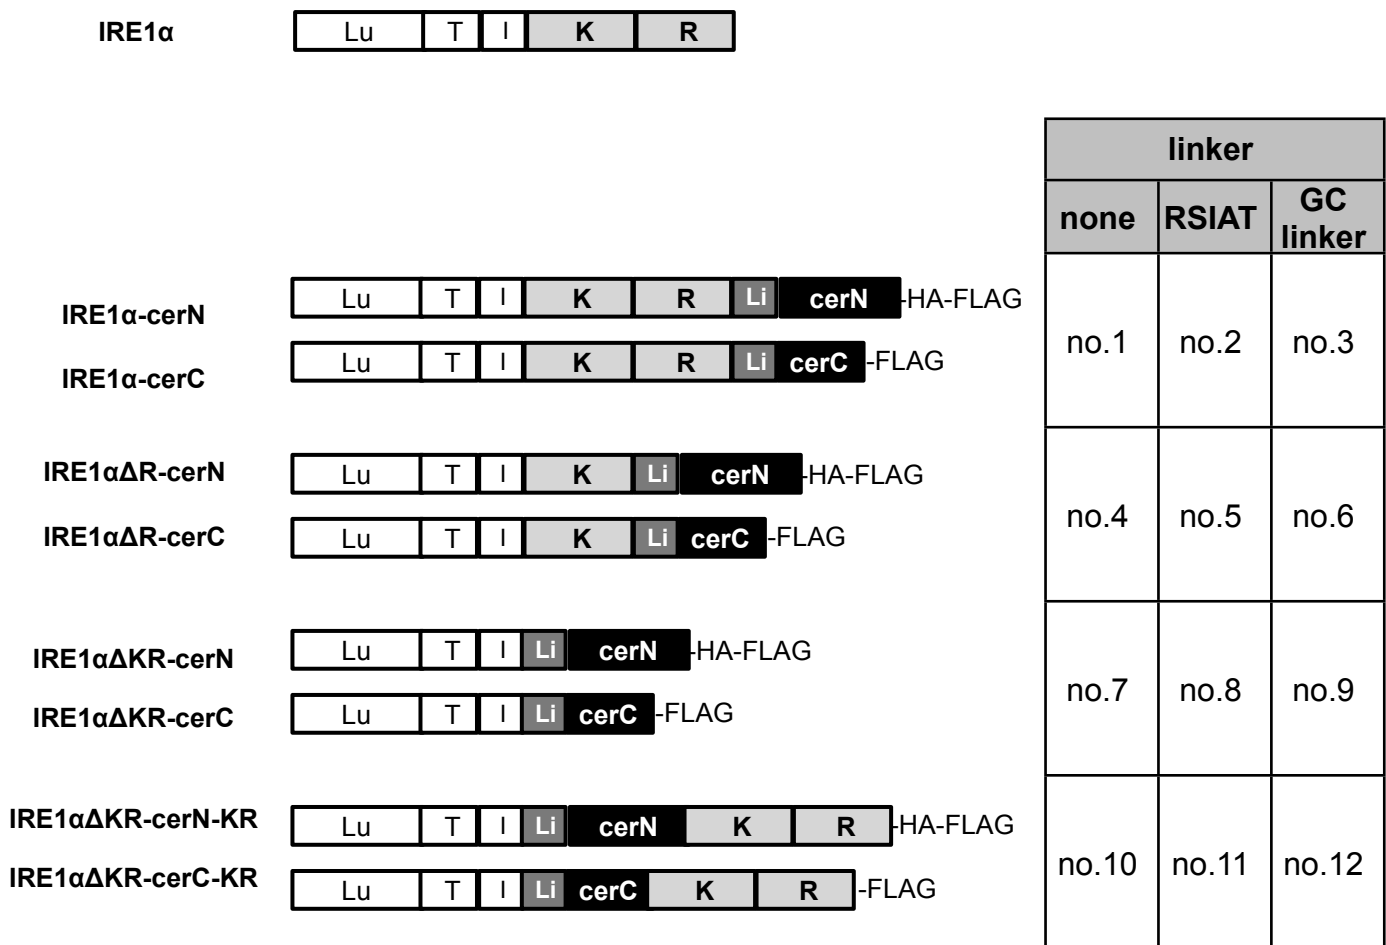 IRE1α Lu T I K R
linker
none RSIAT GC linker
IRE1α-cerN Lu T I K R Li cerN -HA-FLAG
IRE1α-cerC Lu T I K R Li cerC -FLAG
no.1 no.2 no.3
IRE1αΔR-cerN Lu T I K Li cerN -HA-FLAG
IRE1αΔR-cerC Lu T I K Li cerC -FLAG
no.4 no.5 no.6
IRE1αΔKR-cerN Lu T I Li cerN -HA-FLAG
IRE1αΔKR-cerC Lu T I Li cerC -FLAG
no.7 no.8 no.9
IRE1αΔKR-cerN-KR Lu T I Li cerN K R -HA-FLAG
IRE1αΔKR-cerC-KR Lu T I Li cerC K R -FLAG
no.10 no.11 no.12